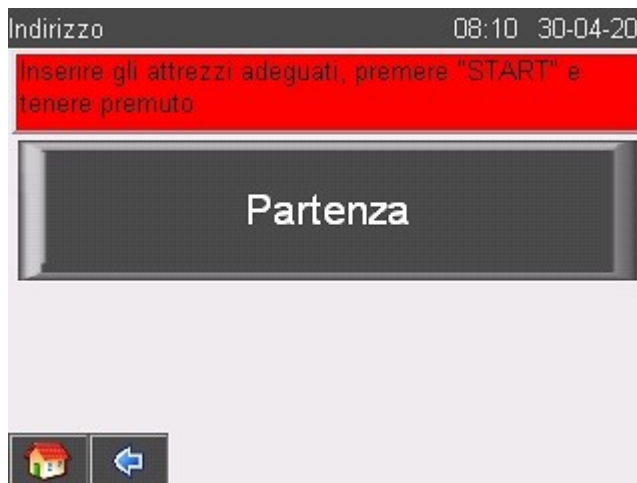 Indirizzo 08:10 30-04-20
Inserire gli attrezzi adeguati, premere "START" e
tenere premuto
Partenza